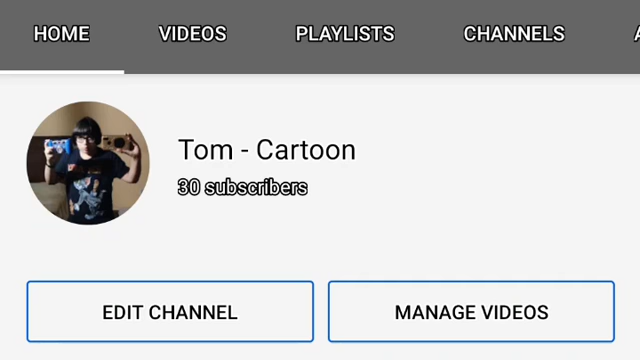 HOME VIDEOS PLAYLISTS CHANNELS
Tom - Cartoon
30 subscribers
EDIT CHANNEL MANAGE VIDEOS